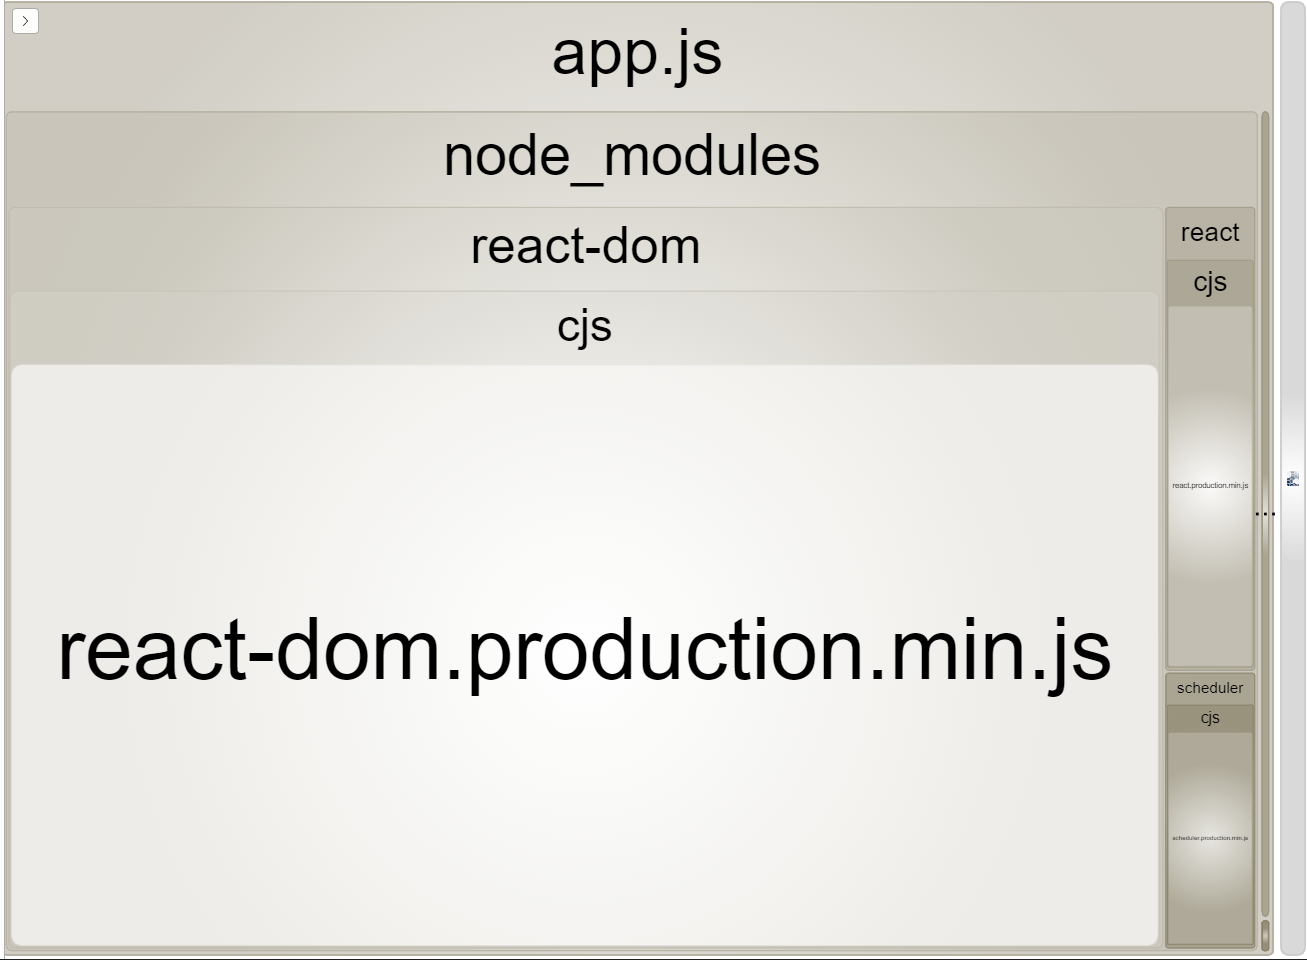 app.js
node_modules
react-dom
cjs
react-dom.production.min.js
react
cjs
react.production.min.js
...
scheduler
cjs
scheduler.production.min.js